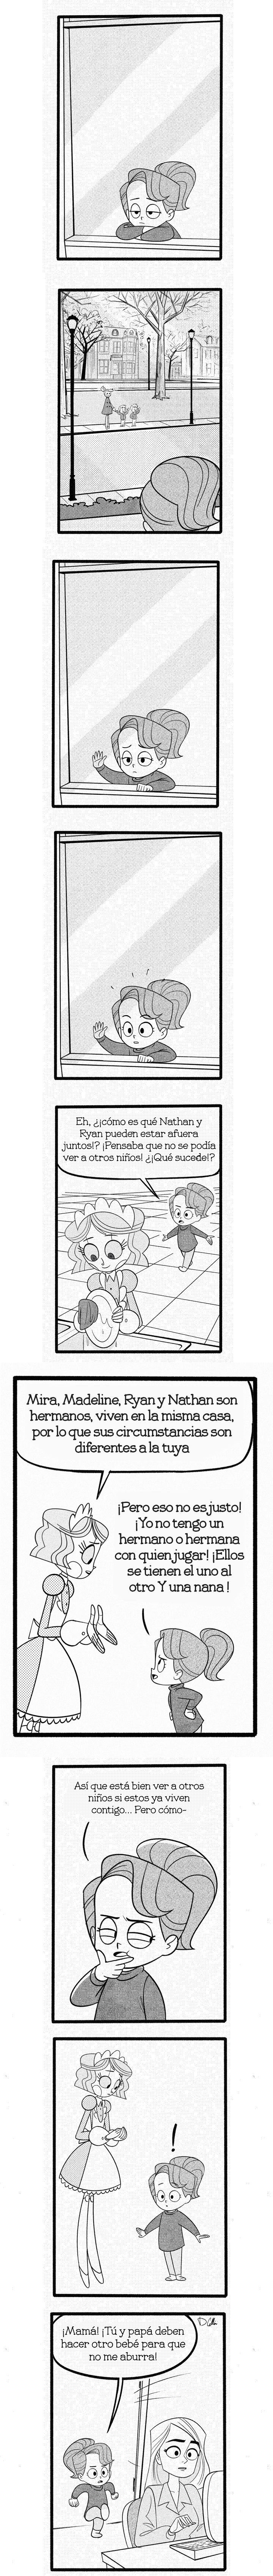 Eh, ¿¡cómo es qué Nathan y
Ryan pueden estar afuera
juntos!? ¡Pensaba que no se podía
ver a otros niños! ¿¡Qué sucede!?
Mira, Madeline, Ryan y Nathan son
hermanos, viven en la misma casa,
por lo que sus circumstancias son
diferentes a la tuya
¡Pero eso no es justo!
¡Yo no tengo un
hermano o hermana
con quien jugar! ¡Ellos
se tienen el uno al
otro Y una nana !
Así que está bien ver a otros
niños si estos ya viven
contigo... Pero cómo-
!
¡Mamá! ¡Tú y papá deben
hacer otro bebé para que
no me aburra!